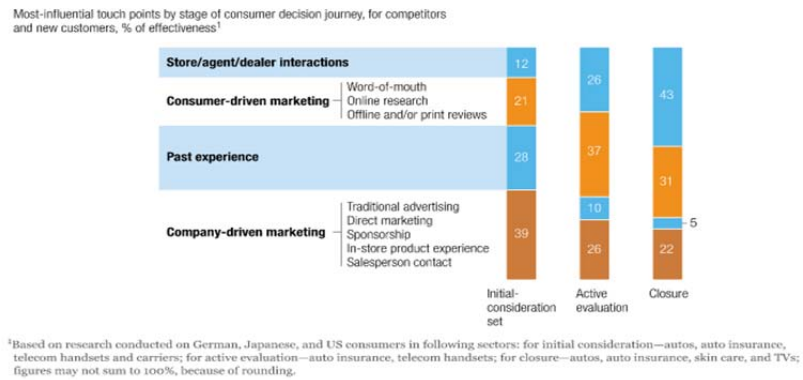 Most-influential touch points by stage of consumer decision journey, for competitors
and new customers, % of effectiveness¹
Store/agent/dealer interactions
12
26
43
Consumer-driven marketing
Word-of-mouth
Online research
Offline and/or print reviews
21
37
31
Past experience
28
10
5
Company-driven marketing
Traditional advertising
Direct marketing
Sponsorship
In-store product experience
Salesperson contact
39
26
22
Initial-
consideration
set
Active
evaluation
Closure
¹Based on research conducted on German, Japanese, and US consumers in following sectors: for initial consideration—autos, auto insurance,
telecom handsets and carriers; for active evaluation—auto insurance, telecom handsets; for closure—autos, auto insurance, skin care, and TVs;
figures may not sum to 100%, because of rounding.